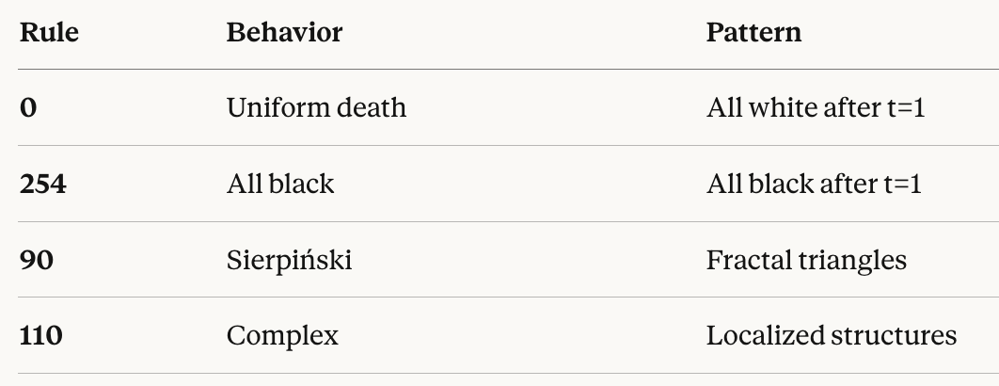 Rule Behavior Pattern
0 Uniform death All white after t=1
254 All black All black after t=1
90 Sierpiński Fractal triangles
110 Complex Localized structures